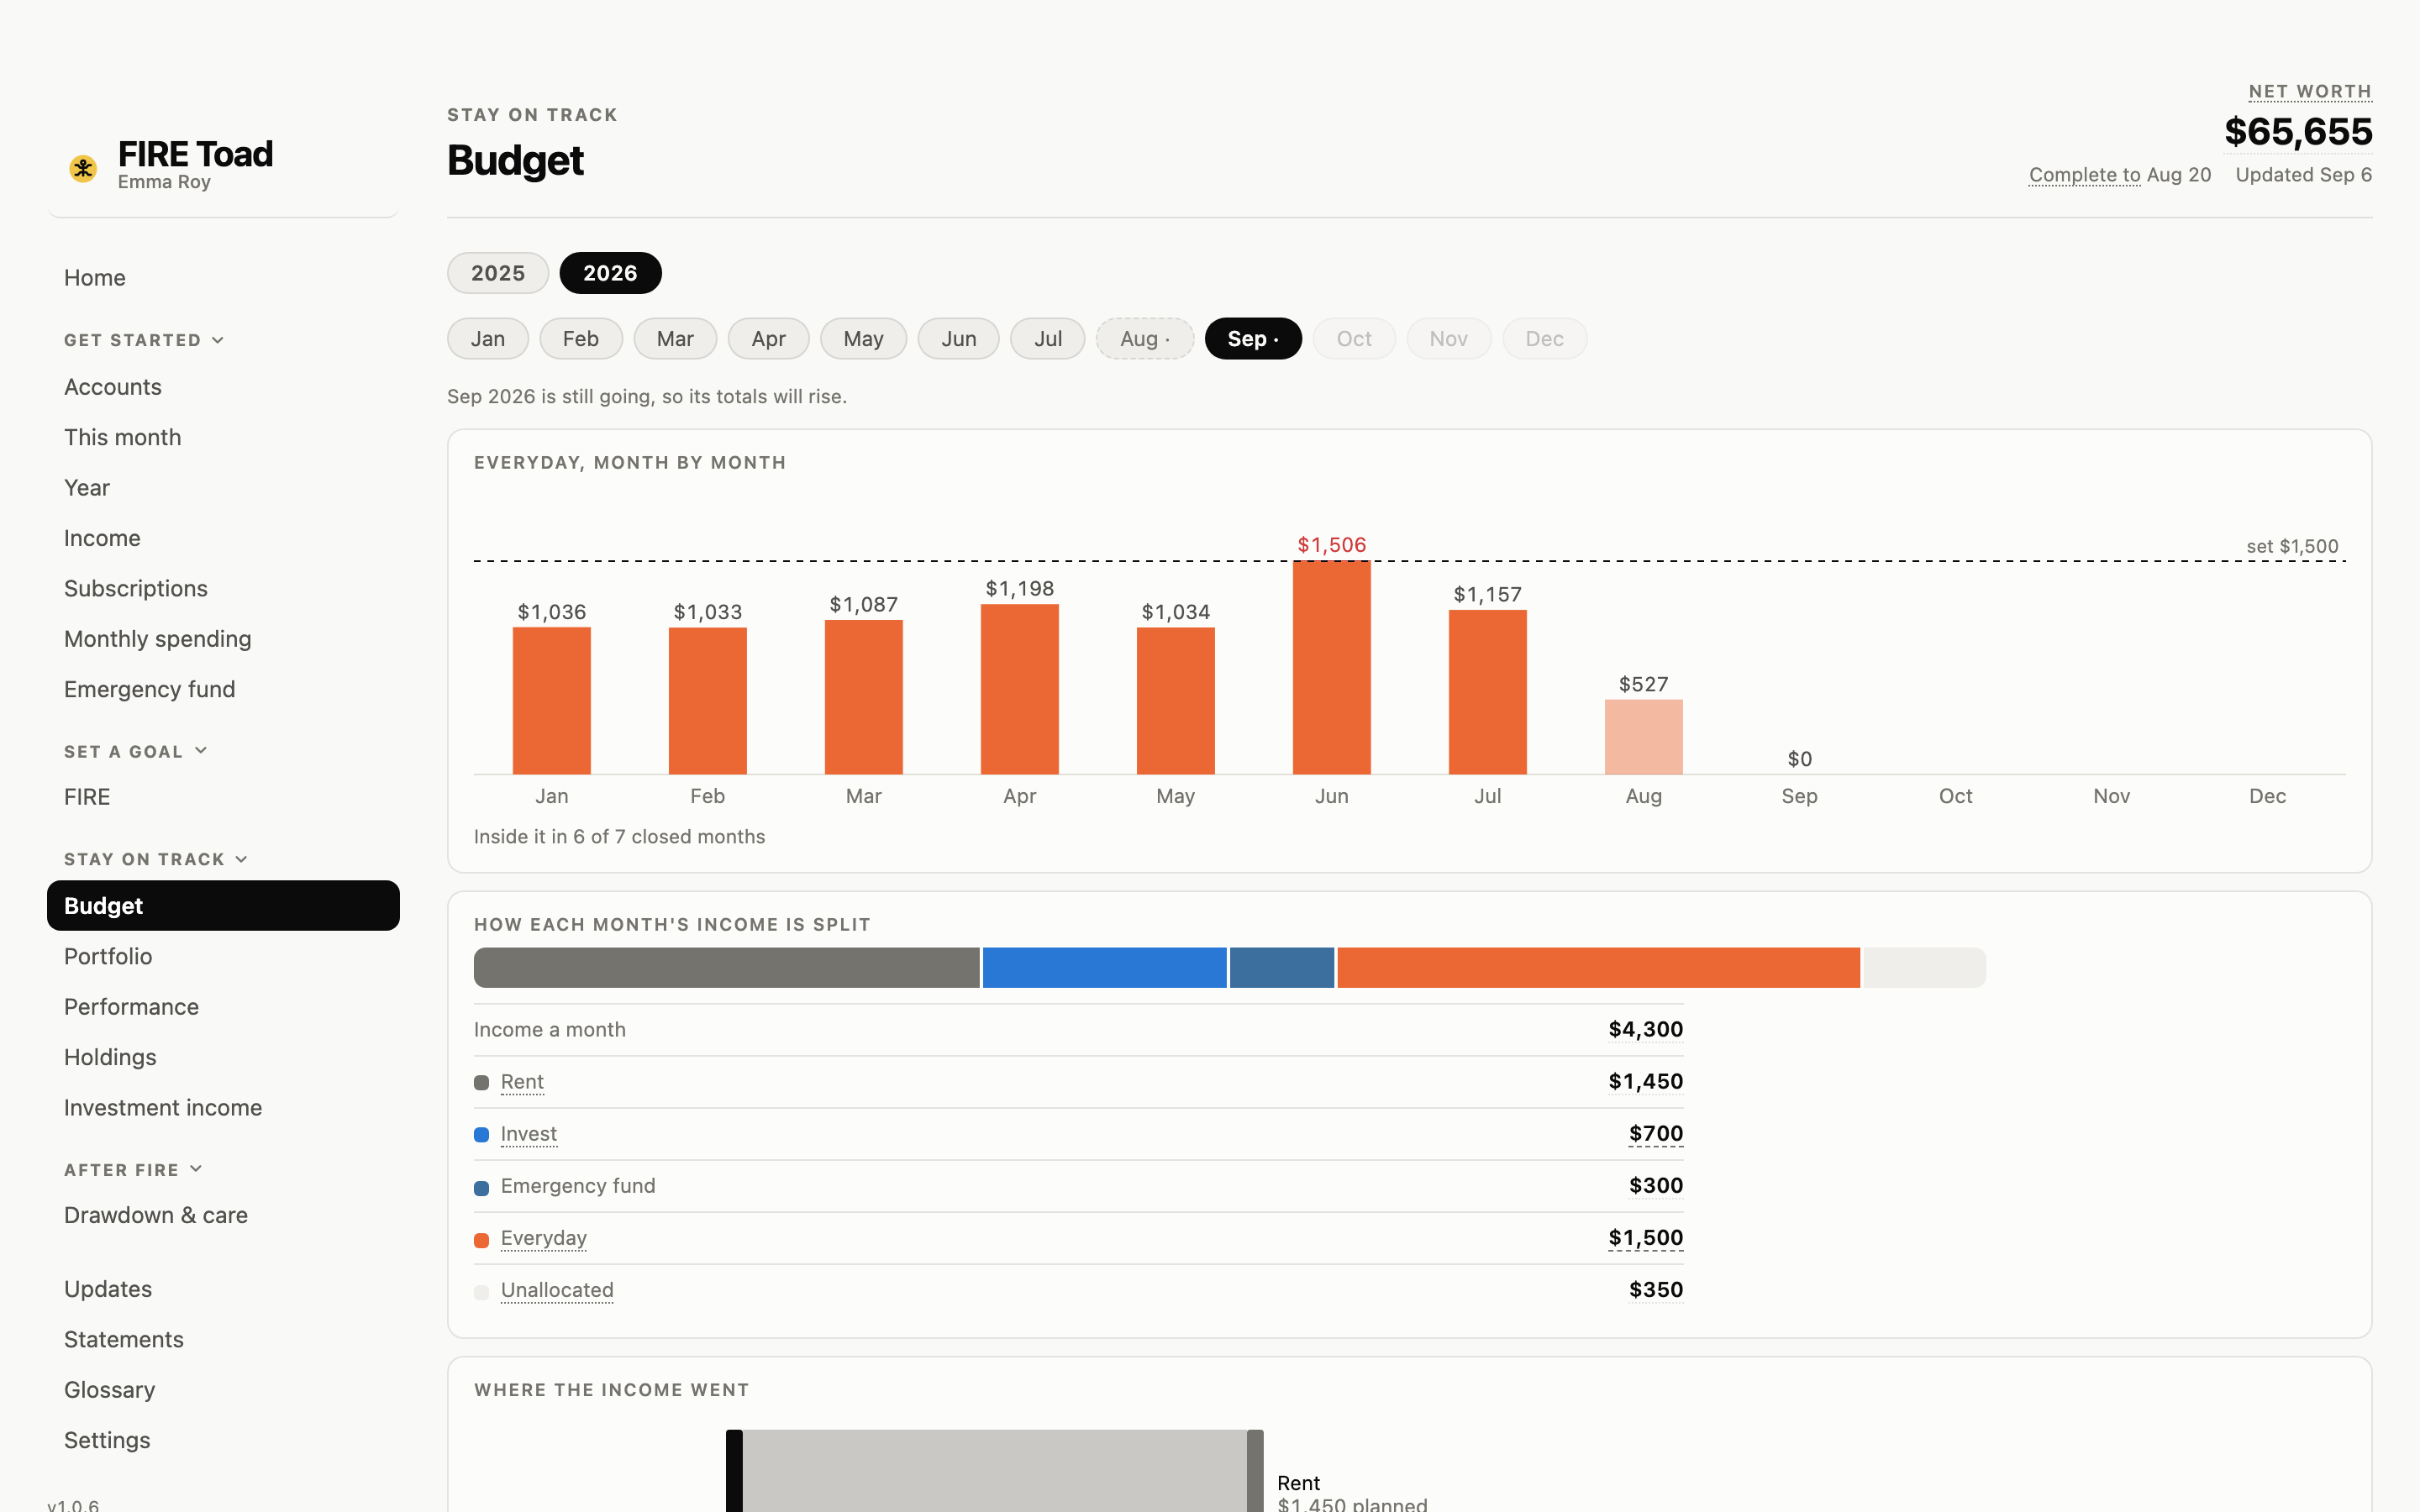 FIRE Toad
Emma Roy
Home
GET STARTED
Accounts
This month
Year
Income
Subscriptions
Monthly spending
Emergency fund
SET A GOAL
FIRE
STAY ON TRACK
Budget
Portfolio
Performance
Holdings
Investment income
AFTER FIRE
Drawdown & care
Updates
Statements
Glossary
Settings
v1.0.6
STAY ON TRACK
Budget
NET WORTH
$65,655
Complete to Aug 20 Updated Sep 6
2025 2026
Jan Feb Mar Apr May Jun Jul Aug · Sep · Oct Nov Dec
Sep 2026 is still going, so its totals will rise.
EVERYDAY, MONTH BY MONTH
set $1,500
$1,036 $1,033 $1,087 $1,198 $1,034 $1,506 $1,157 $527 $0
Jan Feb Mar Apr May Jun Jul Aug Sep Oct Nov Dec
Inside it in 6 of 7 closed months
HOW EACH MONTH'S INCOME IS SPLIT
Income a month $4,300
Rent $1,450
Invest $700
Emergency fund $300
Everyday $1,500
Unallocated $350
WHERE THE INCOME WENT
Rent
$1,450 planned